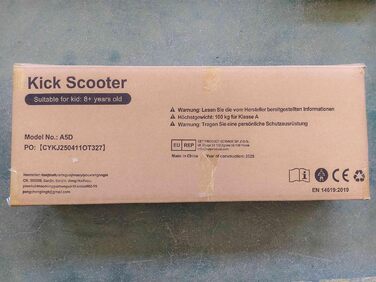 Kick Scooter
Suitable for kid: 8+ years old
Model No.: A5D
PO: 【CYKJ250411OT327】
Warnung: Lesen Sie die vom Hersteller bereitgestellten Informationen
Höchstgewicht: 100 kg für Klasse A
Warnung: Tragen Sie eine persönliche Schutzausrüstung
EU REP
Made in China Year of construction: 2025
EN 14619:2019